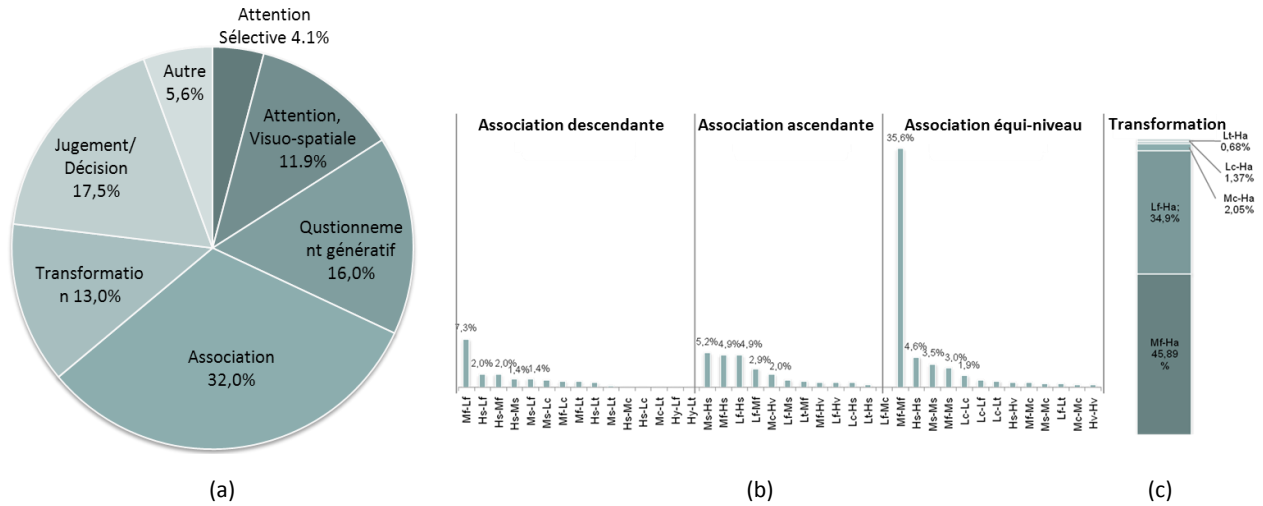 Attention
Sélective 4.1%
Attention,
Visuo-spatiale
11.9%
Qustionneme
nt génératif
16,0%
Association
32,0%
Transformatio
n 13,0%
Jugement/
Décision
17,5%
Autre
5,6%
(a)
Association descendante
7,3%
2,0%
2,0%
1,4%
1,4%
Mf-Lf
Hs-Lf
Hs-Mf
Hs-Ms
Ms-Lf
Ms-Lc
Mf-Lc
Mf-Lt
Hs-Lt
Ms-Lt
Hs-Mc
Hs-Lc
Mc-Lt
Hy-Lf
Hy-Lt
Association ascendante
5,2%
4,9%
4,9%
2,9%
2,0%
Ms-Hs
Mf-Hs
Lf-Hs
Lf-Mf
Mc-Hv
Lf-Ms
Lt-Mf
Mf-Hv
Lf-Hv
Lc-Hs
Lt-Hs
Lf-Mc
Association équi-niveau
35,6%
4,6%
3,5%
3,0%
1,9%
Mf-Mf
Hs-Hs
Ms-Ms
Mf-Ms
Lc-Lc
Lc-Lf
Lc-Lt
Hs-Hv
Mf-Mc
Ms-Mc
Lf-Lt
Mc-Mc
Hv-Hv
(b)
Transformation
Lt-Ha
0,68%
Lc-Ha
1,37%
Mc-Ha
2,05%
Lf-Ha;
34,9%
Mf-Ha
45,89
%
(c)